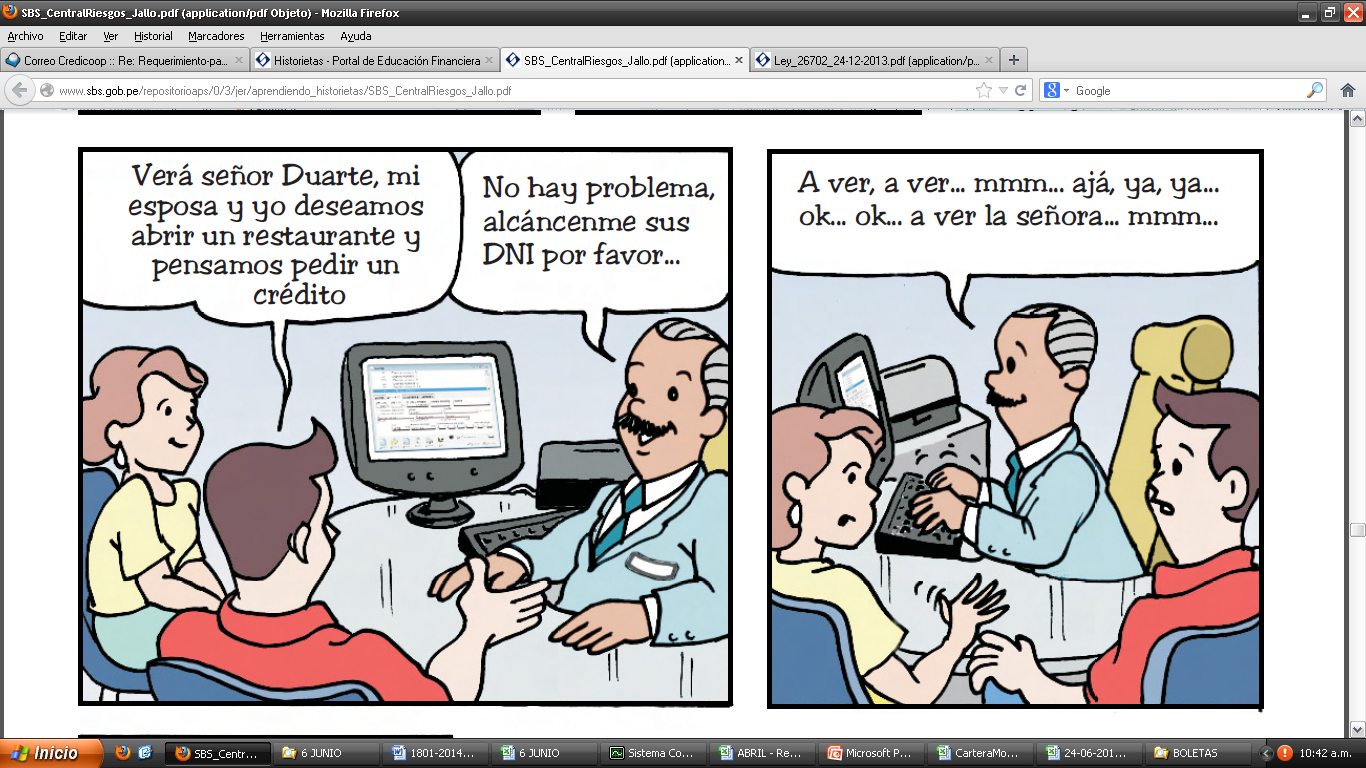 SBS_CentralRiesgos_Jallo.pdf (application/pdf Objeto) - Mozilla Firefox
Archivo Editar Ver Historial Marcadores Herramientas Ayuda
Correo Credicoop :: Re: Requerimiento-pa... Historietas - Portal de Educación Financiera SBS_CentralRiesgos_Jallo.pdf (application... Ley_26702_24-12-2013.pdf (application/p...
www.sbs.gob.pe/repositorioaps/0/3/jer/aprendiendo_historietas/SBS_CentralRiesgos_Jallo.pdf
Google
Verá señor Duarte, mi
esposa y yo deseamos
abrir un restaurante y
pensamos pedir un
crédito
No hay problema,
alcáncenme sus
DNI por favor...
A ver, a ver... mmm... ajá, ya, ya...
ok... ok... a ver la señora... mmm...
Inicio SBS_Centr... 6 JUNIO 1801-2014... 6 JUNIO Sistema Co... ABRIL - Re... Microsoft P... CarteraMo... 24-06-201... BOLETAS 10:42 a.m.